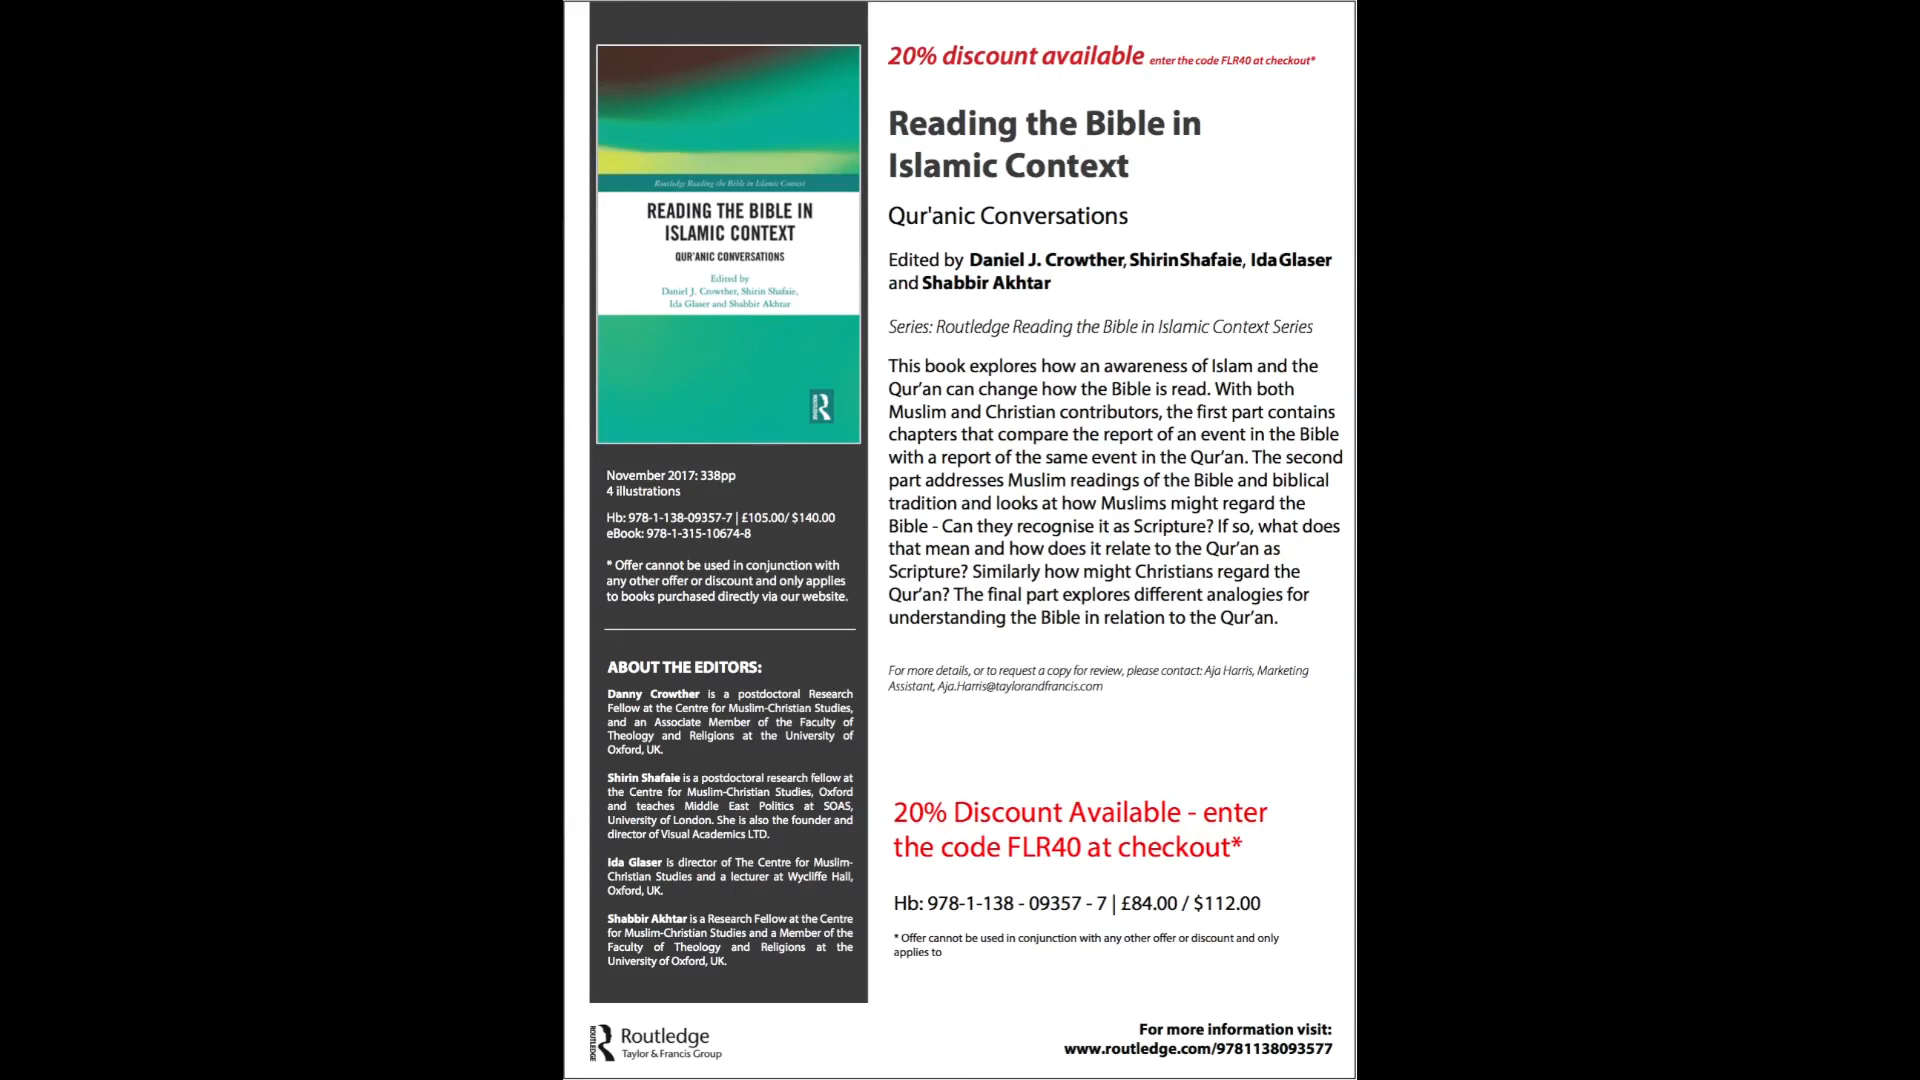 Routledge Reading the Bible in Islamic Context
READING THE BIBLE IN
ISLAMIC CONTEXT
QUR'ANIC CONVERSATIONS
Edited by
Daniel J. Crowther, Shirin Shafaie,
Ida Glaser and Shabbir Akhtar
ROUTLEDGE
November 2017: 338pp
4 illustrations
Hb: 978-1-138-09357-7 | £105.00/ $140.00
eBook: 978-1-315-10674-8
* Offer cannot be used in conjunction with
any other offer or discount and only applies
to books purchased directly via our website.
ABOUT THE EDITORS:
Danny Crowther is a postdoctoral Research
Fellow at the Centre for Muslim-Christian Studies,
and an Associate Member of the Faculty of
Theology and Religions at the University of
Oxford, UK.
Shirin Shafaie is a postdoctoral research fellow at
the Centre for Muslim-Christian Studies, Oxford
and teaches Middle East Politics at SOAS,
University of London. She is also the founder and
director of Visual Academics LTD.
Ida Glaser is director of The Centre for Muslim-
Christian Studies and a lecturer at Wycliffe Hall,
Oxford, UK.
Shabbir Akhtar is a Research Fellow at the Centre
for Muslim-Christian Studies and a Member of the
Faculty of Theology and Religions at the
University of Oxford, UK.
20% discount available enter the code FLR40 at checkout*
Reading the Bible in
Islamic Context
Qur'anic Conversations
Edited by Daniel J. Crowther, Shirin Shafaie, Ida Glaser
and Shabbir Akhtar
Series: Routledge Reading the Bible in Islamic Context Series
This book explores how an awareness of Islam and the
Qur'an can change how the Bible is read. With both
Muslim and Christian contributors, the first part contains
chapters that compare the report of an event in the Bible
with a report of the same event in the Qur'an. The second
part addresses Muslim readings of the Bible and biblical
tradition and looks at how Muslims might regard the
Bible - Can they recognise it as Scripture? If so, what does
that mean and how does it relate to the Qur'an as
Scripture? Similarly how might Christians regard the
Qur'an? The final part explores different analogies for
understanding the Bible in relation to the Qur'an.
For more details, or to request a copy for review, please contact: Aja Harris, Marketing
Assistant, Aja.Harris@taylorandfrancis.com
20% Discount Available - enter
the code FLR40 at checkout*
Hb: 978-1-138 - 09357 - 7 | £84.00 / $112.00
* Offer cannot be used in conjunction with any other offer or discount and only
applies to
ROUTLEDGE
Routledge
Taylor & Francis Group
For more information visit:
www.routledge.com/9781138093577